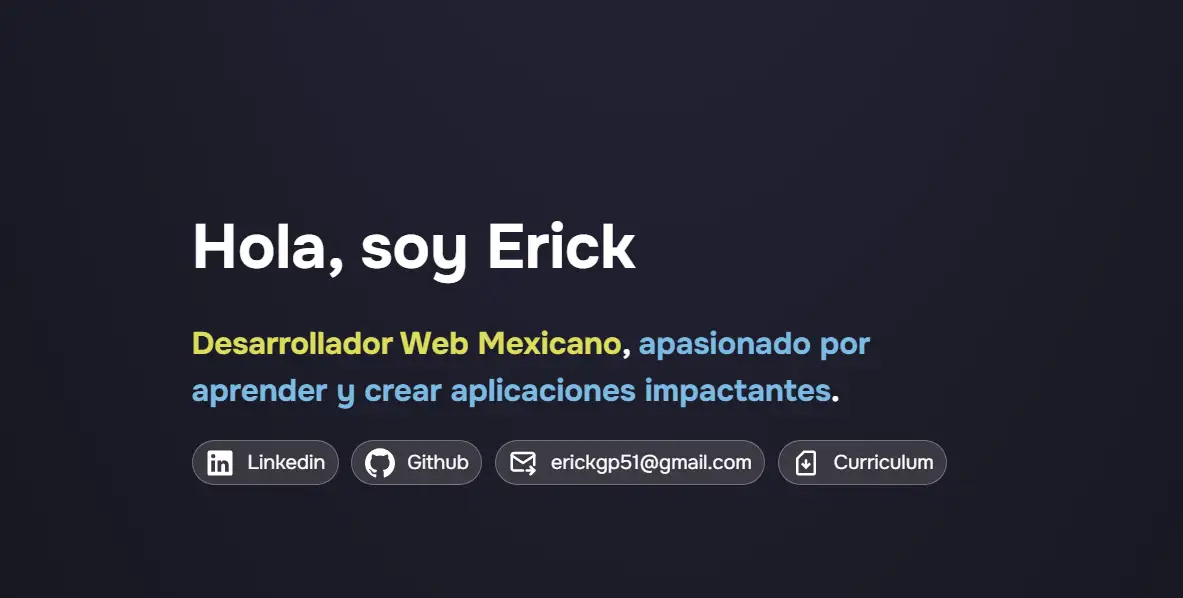 Hola, soy Erick
Desarrollador Web Mexicano, apasionado por
aprender y crear aplicaciones impactantes.
Linkedin Github erickgp51@gmail.com Curriculum